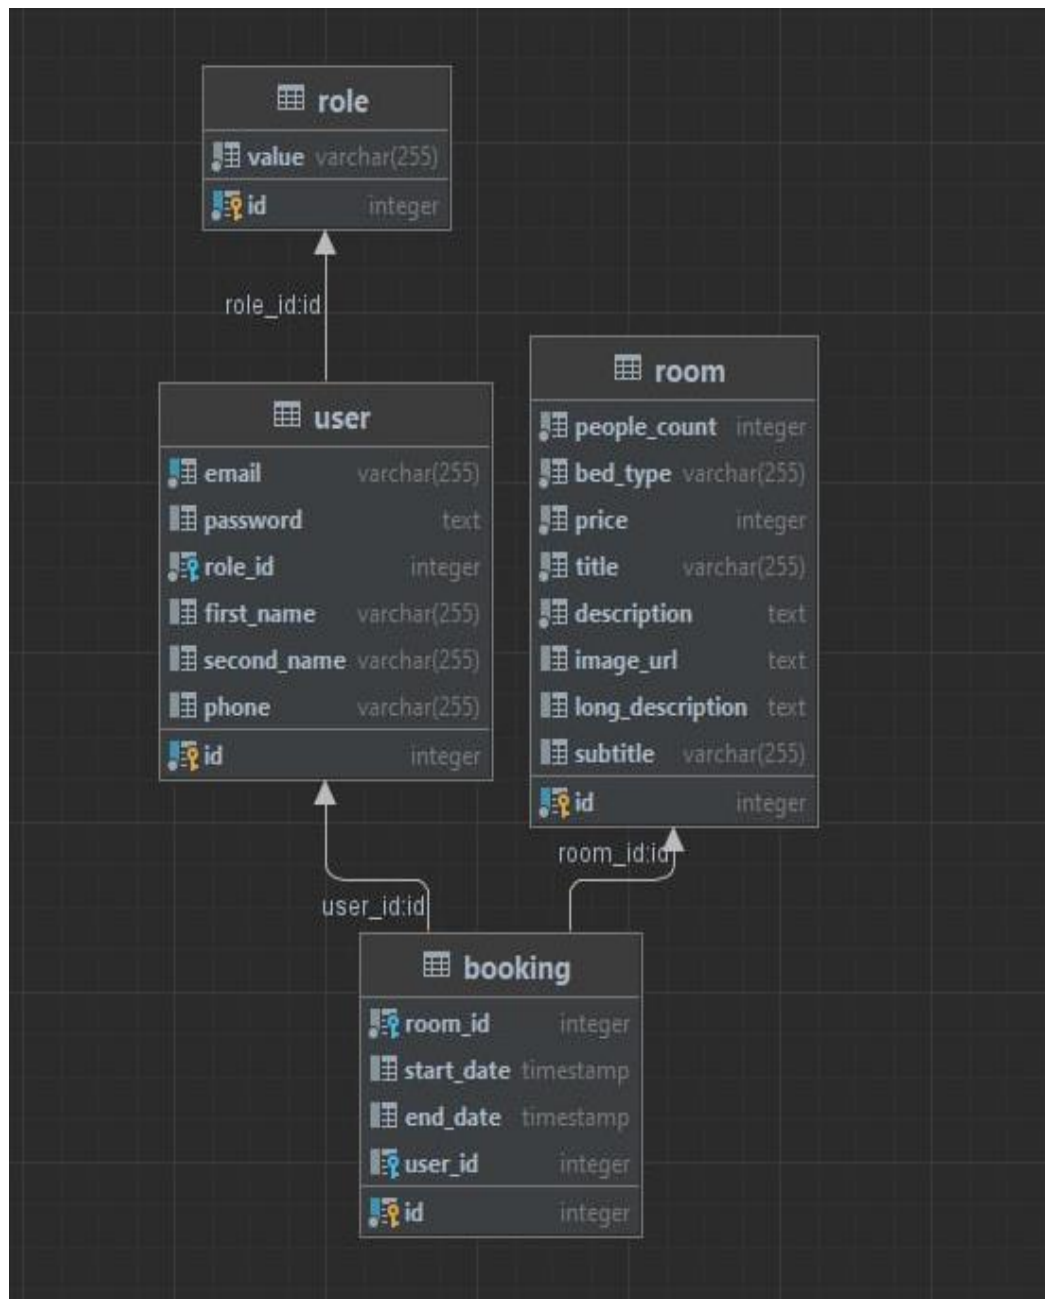 role
value varchar(255)
id integer
role_id:id
user
email varchar(255)
password text
role_id integer
first_name varchar(255)
second_name varchar(255)
phone varchar(255)
id integer
room
people_count integer
bed_type varchar(255)
price integer
title varchar(255)
description text
image_url text
long_description text
subtitle varchar(255)
id integer
user_id:id
room_id:id
booking
room_id integer
start_date timestamp
end_date timestamp
user_id integer
id integer